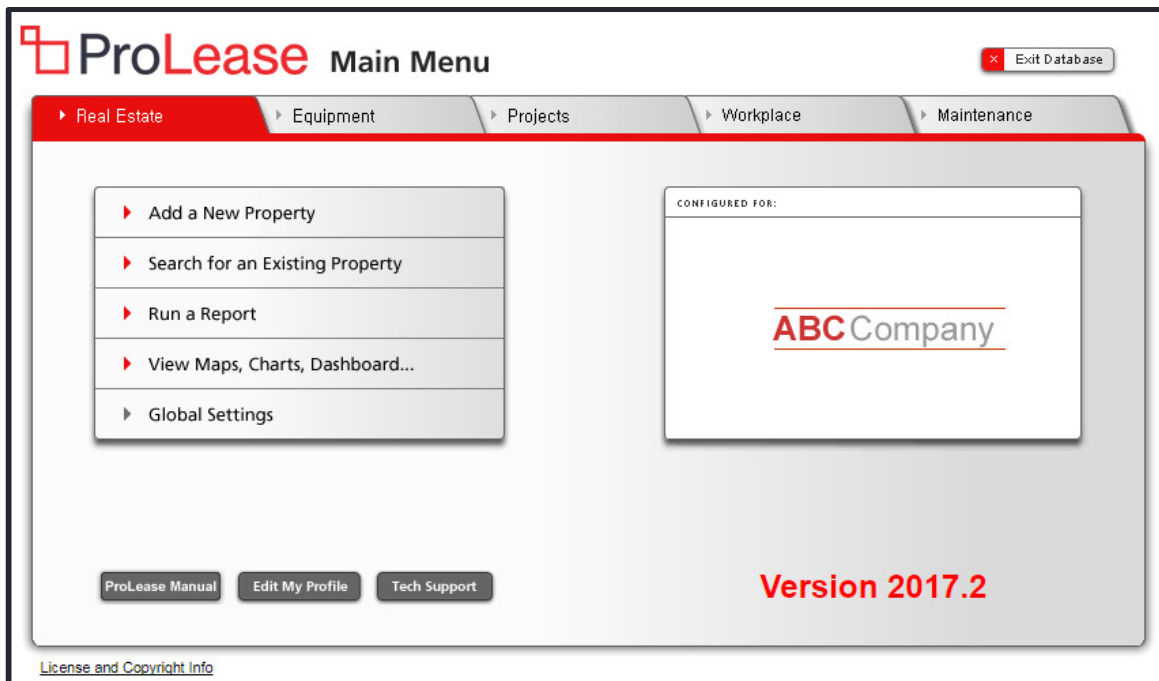 ProLease Main Menu
Exit Database
Real Estate
Equipment
Projects
Workplace
Maintenance
Add a New Property
Search for an Existing Property
Run a Report
View Maps, Charts, Dashboard...
Global Settings
CONFIGURED FOR:
ABC Company
ProLease Manual
Edit My Profile
Tech Support
Version 2017.2
License and Copyright Info